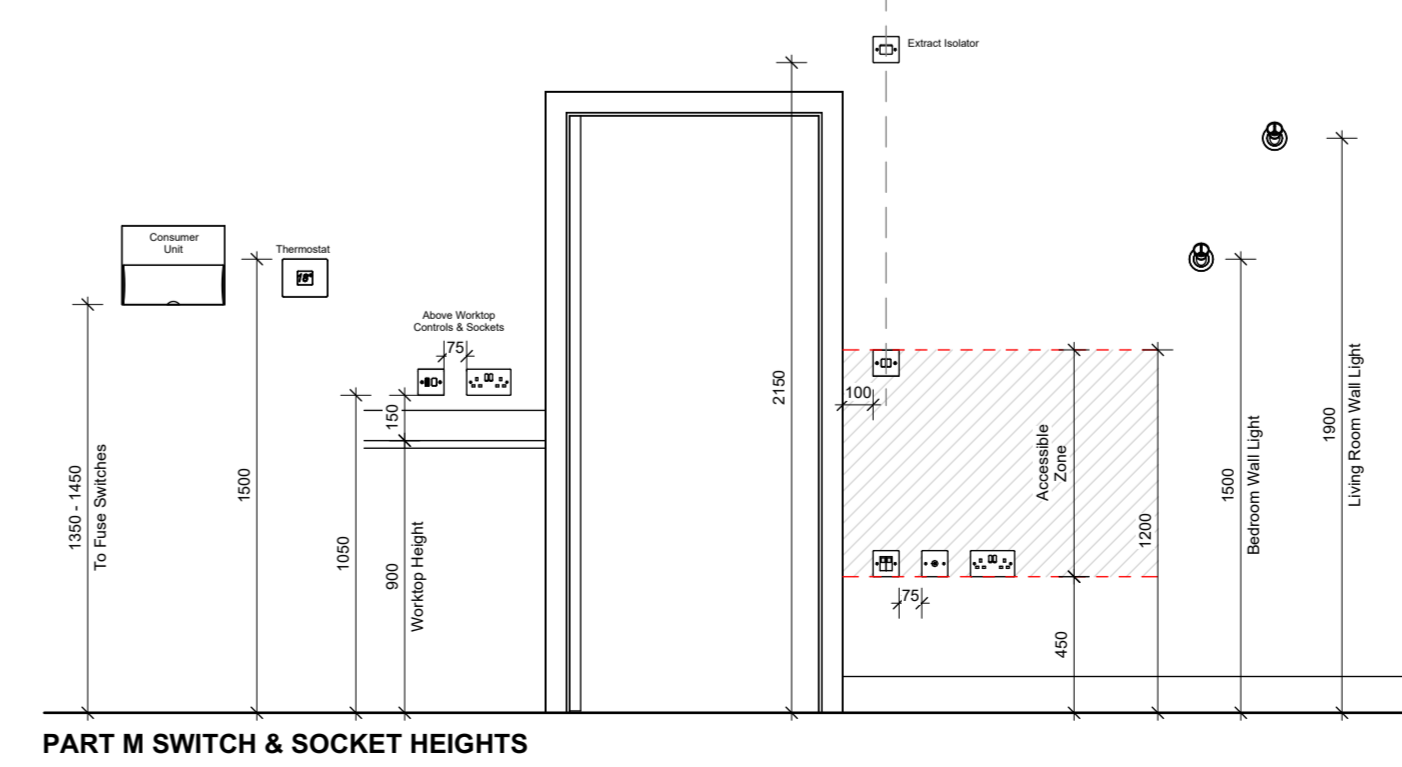 Extract Isolator
Consumer
Unit
Thermostat
18°
Above Worktop
Controls & Sockets
75
150
100
2150
1350 - 1450
To Fuse Switches
1500
1050
900
Worktop Height
Accessible
Zone
1200
450
75
1500
Bedroom Wall Light
1900
Living Room Wall Light
PART M SWITCH & SOCKET HEIGHTS